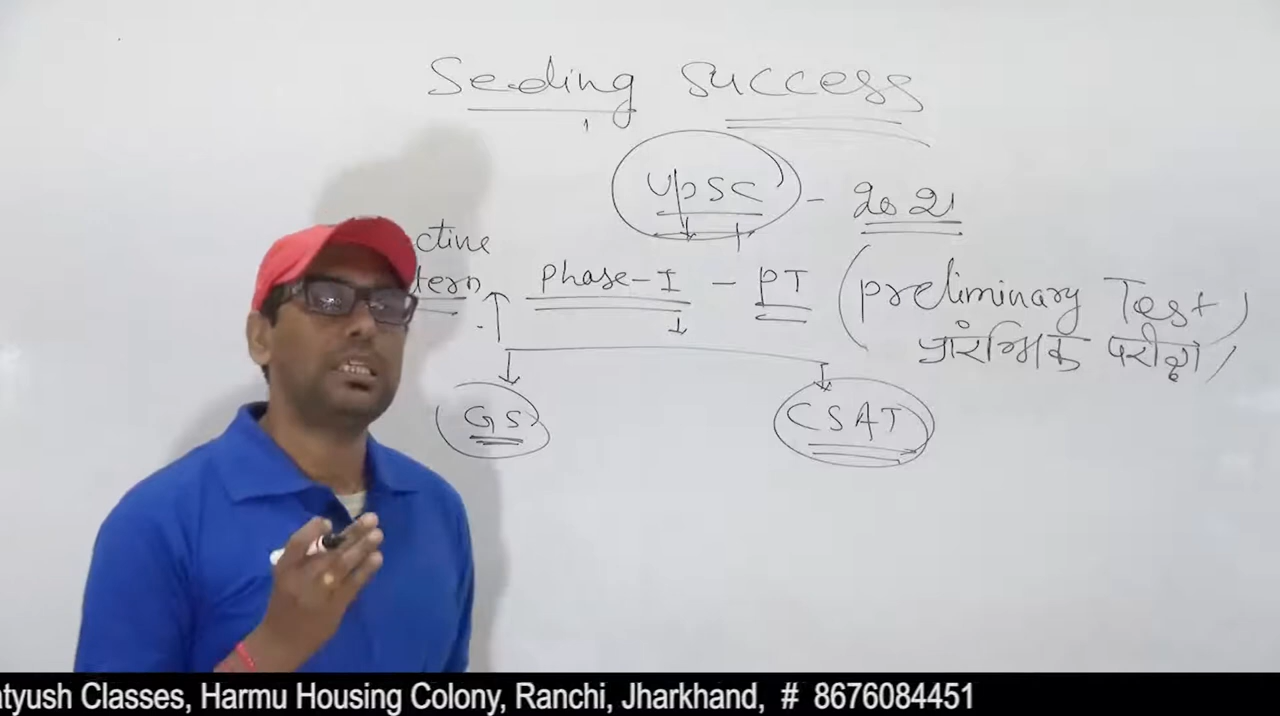 Seeding Success
UPSC - 2021
ctive
tern Phase-I - PT (Preliminary Test)
प्रारंभिक परीक्षा
GS CSAT
atyush Classes, Harmu Housing Colony, Ranchi, Jharkhand, # 8676084451